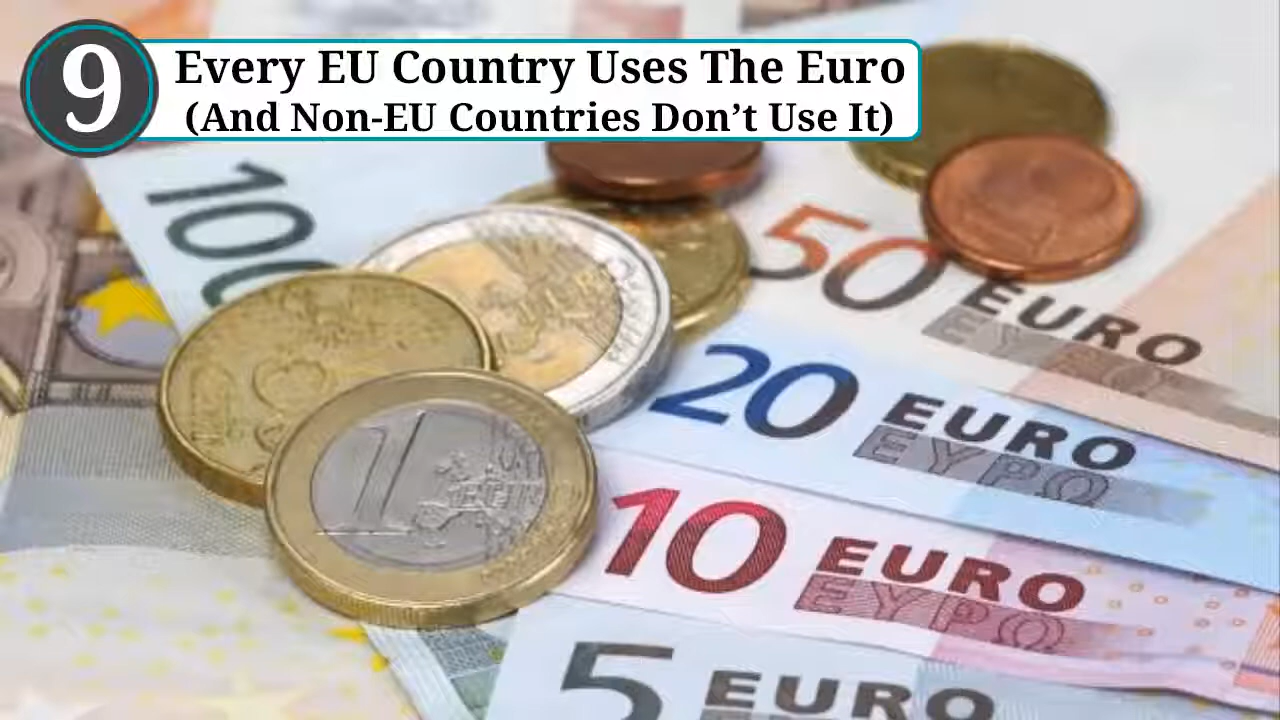 9
Every EU Country Uses The Euro
(And Non-EU Countries Don’t Use It)
100
50 EURO
ΕΥΡΩ
20 EURO
ΕΥΡΩ
10 EURO
ΕΥΡΩ
5 EURO
1